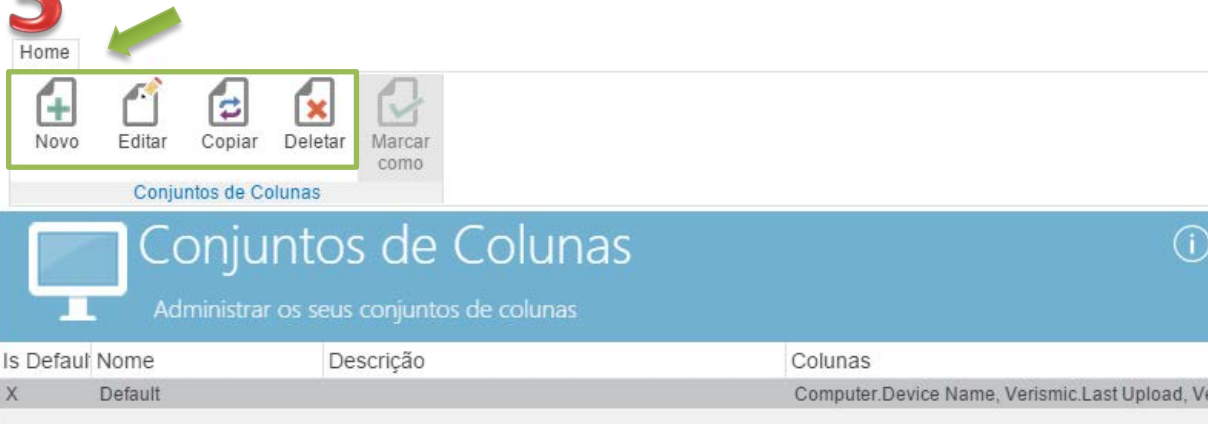 3
Home
Novo Editar Copiar Deletar Marcar como
Conjuntos de Colunas
Conjuntos de Colunas
Administrar os seus conjuntos de colunas
Is Defaul Nome Descrição Colunas
X Default Computer.Device Name, Verismic.Last Upload,